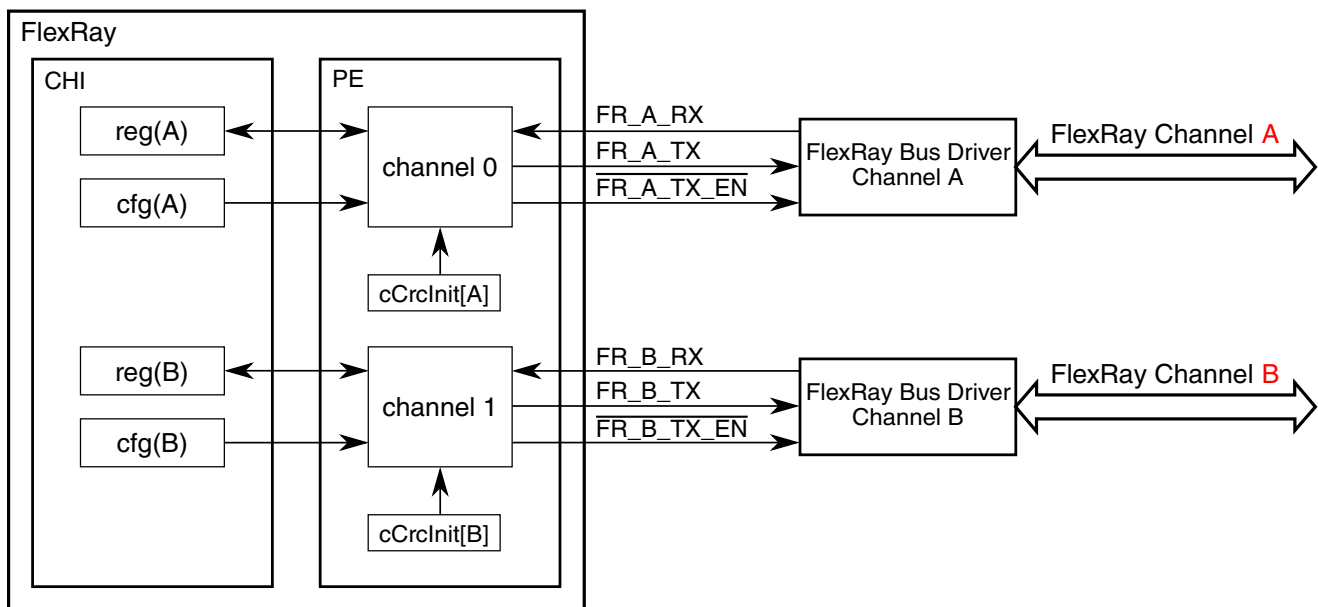 FlexRay
CHI
PE
reg(A)
cfg(A)
channel 0
cCrcInit[A]
FR_A_RX
FR_A_TX
FR_A_TX_EN
FlexRay Bus Driver
Channel A
FlexRay Channel A
reg(B)
cfg(B)
channel 1
cCrcInit[B]
FR_B_RX
FR_B_TX
FR_B_TX_EN
FlexRay Bus Driver
Channel B
FlexRay Channel B